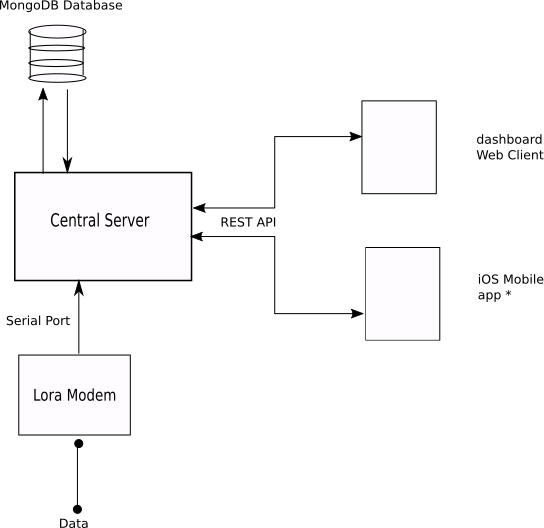 MongoDB Database
dashboard
Web Client
Central Server
REST API
iOS Mobile
app *
Serial Port
Lora Modem
Data